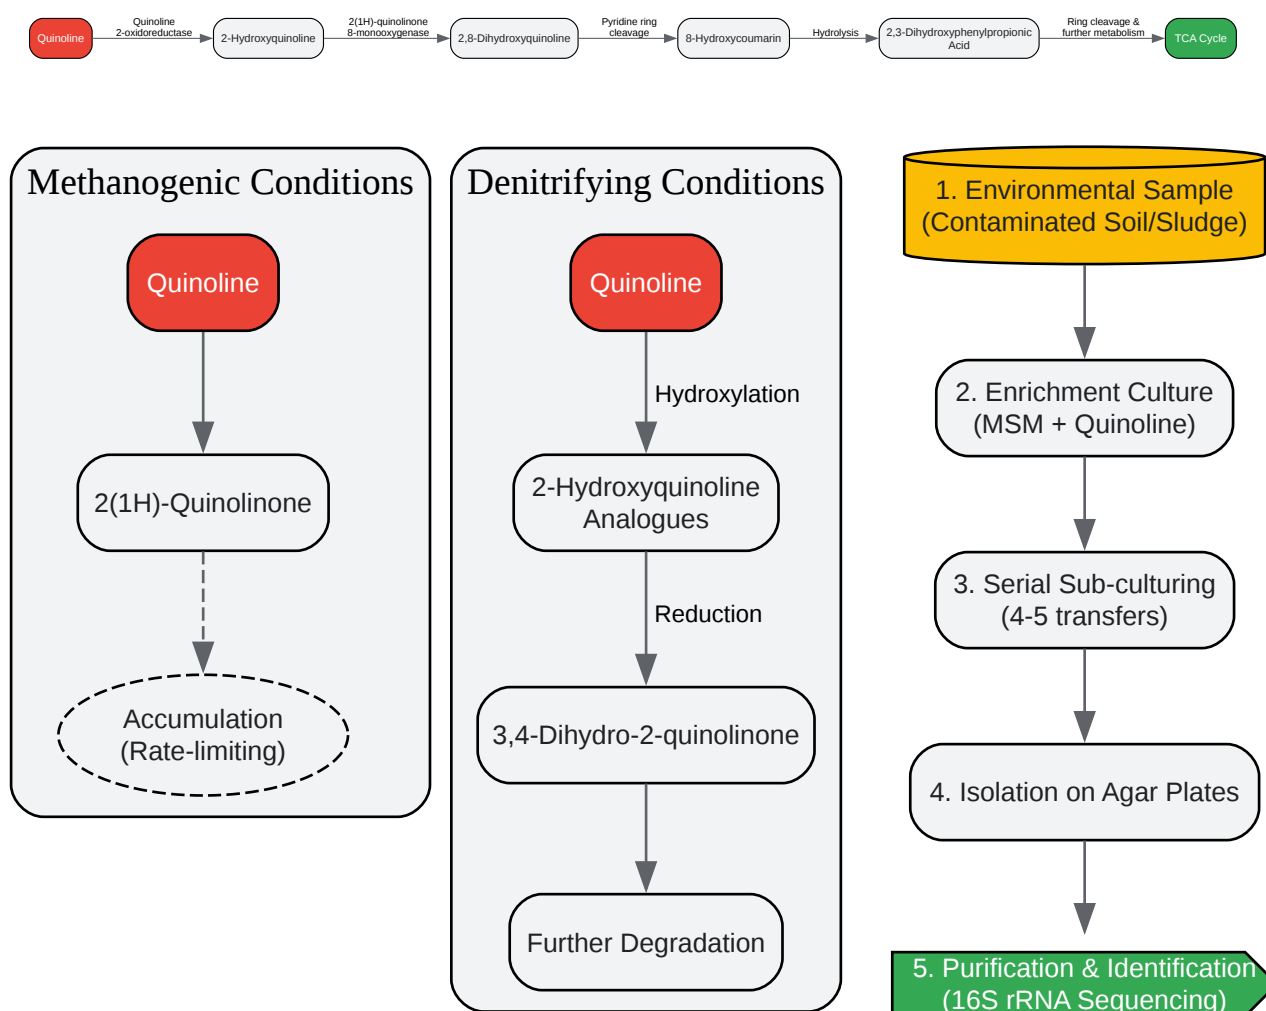 Quinoline
Quinoline
2-oxidoreductase
2-Hydroxyquinoline
2(1H)-quinolinone
8-monooxygenase
2,8-Dihydroxyquinoline
Pyridine ring
cleavage
8-Hydroxycoumarin
Hydrolysis
2,3-Dihydroxyphenylpropionic
Acid
Ring cleavage &
further metabolism
TCA Cycle
Methanogenic Conditions
Quinoline
2(1H)-Quinolinone
Accumulation
(Rate-limiting)
Denitrifying Conditions
Quinoline
Hydroxylation
2-Hydroxyquinoline
Analogues
Reduction
3,4-Dihydro-2-quinolinone
Further Degradation
1. Environmental Sample
(Contaminated Soil/Sludge)
2. Enrichment Culture
(MSM + Quinoline)
3. Serial Sub-culturing
(4-5 transfers)
4. Isolation on Agar Plates
5. Purification & Identification
(16S rRNA Sequencing)